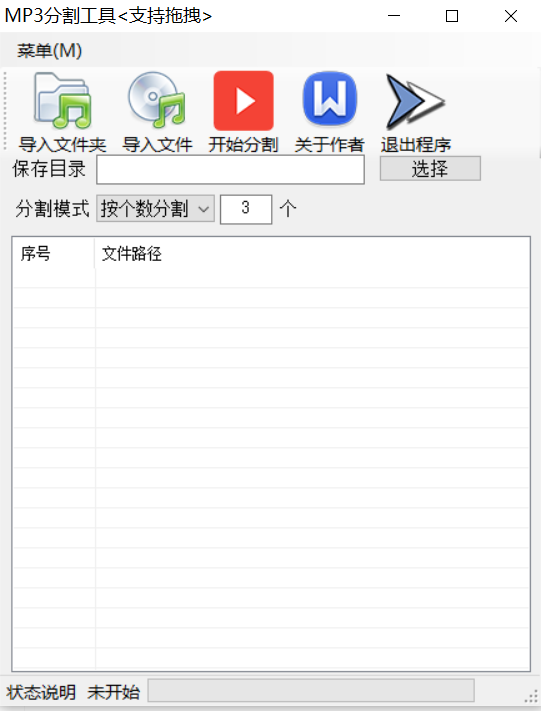 MP3分割工具<支持拖拽>
菜单(M)
导入文件夹 导入文件 开始分割 关于作者 退出程序
保存目录 选择
分割模式 按个数分割 3 个
序号 文件路径
状态说明 未开始